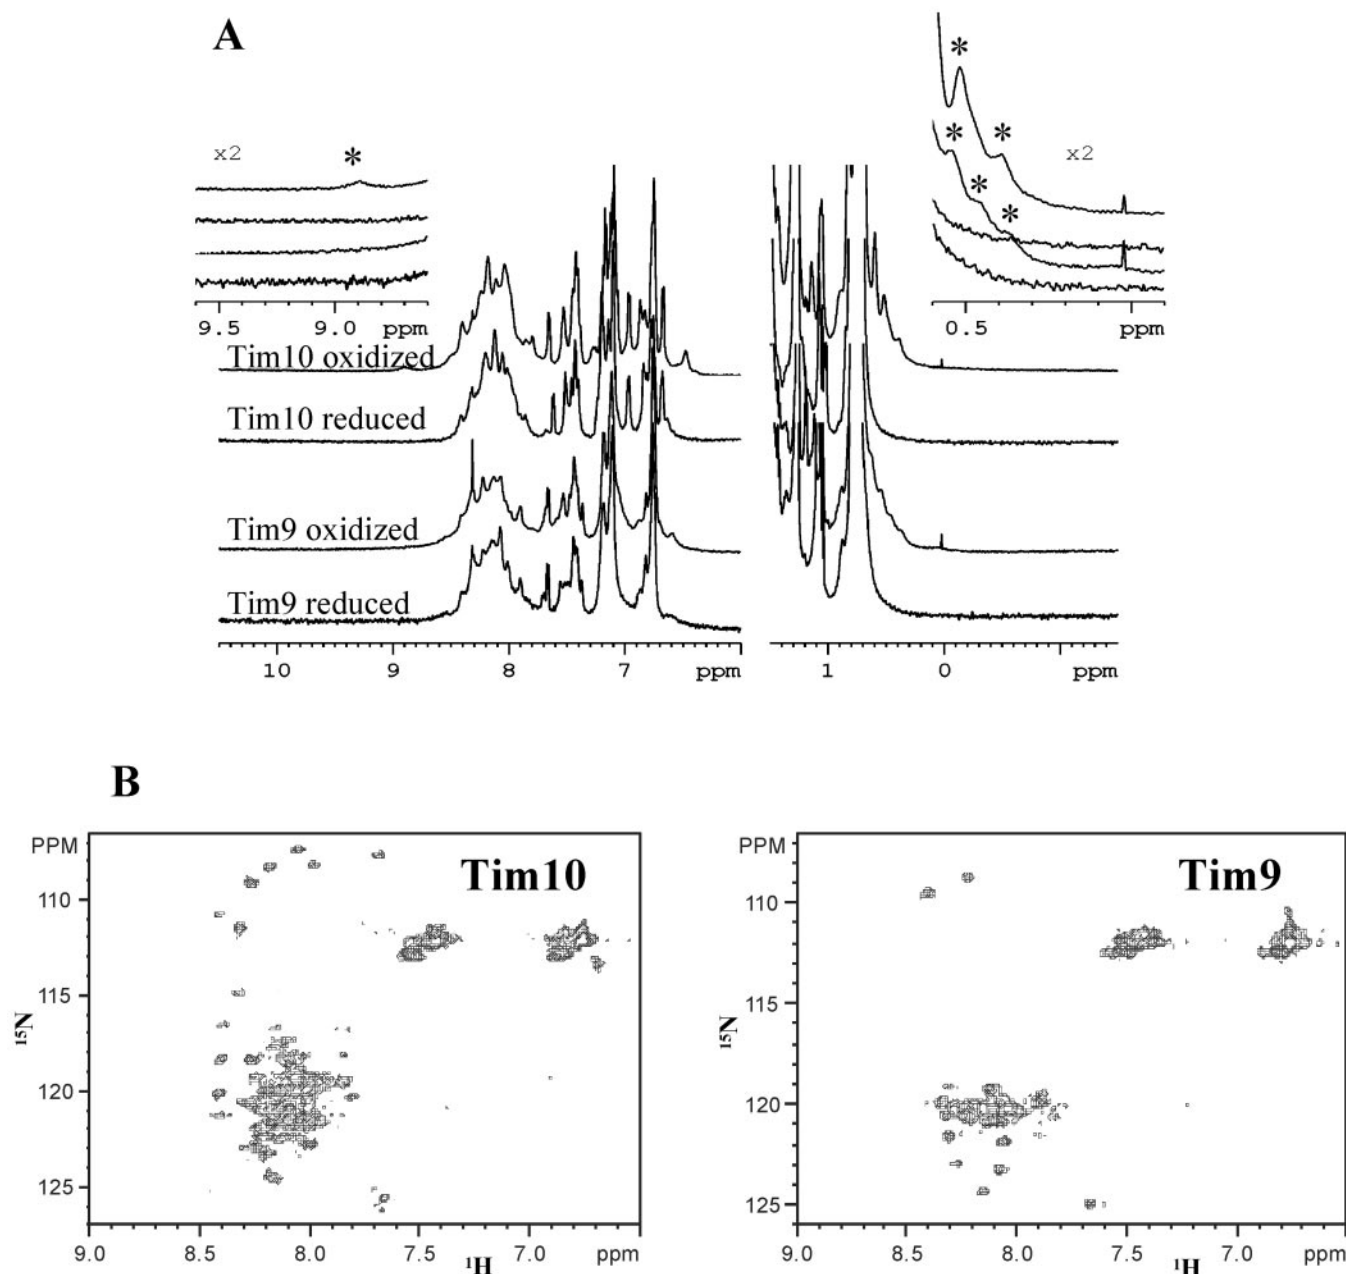 A
* *
* *
x2 * x2
* *
9.5 9.0 ppm 0.5 ppm
Tim10 oxidized
Tim10 reduced
Tim9 oxidized
Tim9 reduced
10 9 8 7 ppm 1 0 ppm
B
PPM Tim10
110
115
15N
120
125
9.0 8.5 8.0 7.5 7.0 ppm
1H
PPM Tim9
110
115
15N
120
125
9.0 8.5 8.0 7.5 7.0 ppm
1H